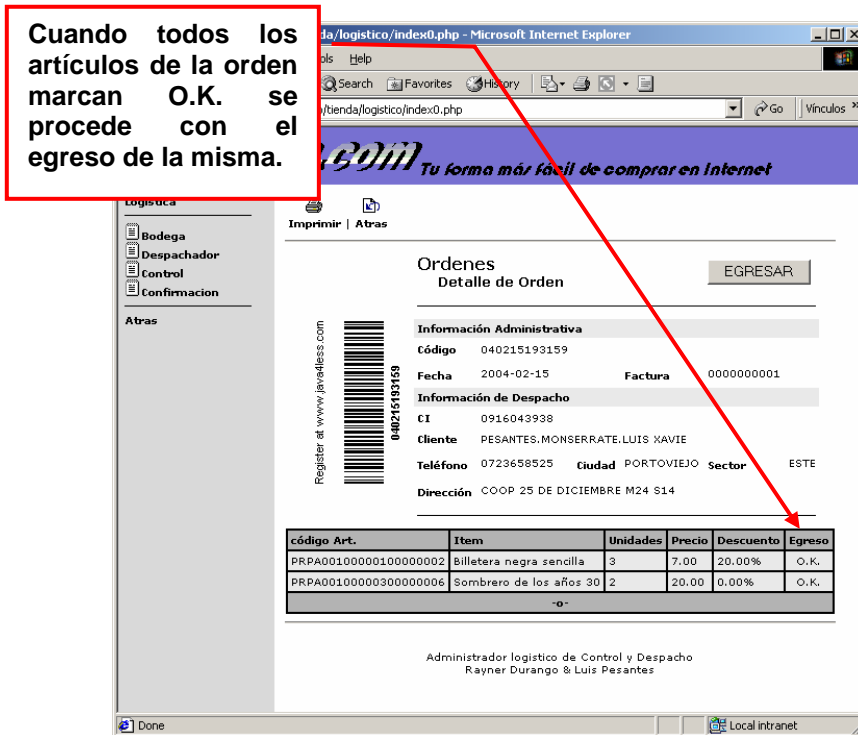 Cuando todos los
artículos de la orden
marcan O.K. se
procede con el
egreso de la misma.
da/logistico/index0.php - Microsoft Internet Explorer
ols Help
Search Favorites History
/tienda/logistico/index0.php
Go Vínculos »
.com Tu forma más fácil de comprar en Internet
Logistica
Imprimir | Atras
Bodega
Despachador
Control
Confirmacion
Atras
Ordenes
Detalle de Orden
EGRESAR
Register at www.java4less.com
040215193159
Información Administrativa
Código 040215193159
Fecha 2004-02-15 Factura 0000000001
Información de Despacho
CI 0916043938
Cliente PESANTES.MONSERRATE.LUIS XAVIE
Teléfono 0723658525 Ciudad PORTOVIEJO Sector ESTE
Dirección COOP 25 DE DICIEMBRE M24 S14
código Art. Item Unidades Precio Descuento Egreso
PRPA00100000100000002 Billetera negra sencilla 3 7.00 20.00% O.K.
PRPA00100000300000006 Sombrero de los años 30 2 20.00 0.00% O.K.
-o-
Administrador logistico de Control y Despacho
Rayner Durango & Luis Pesantes
Done
Local intranet